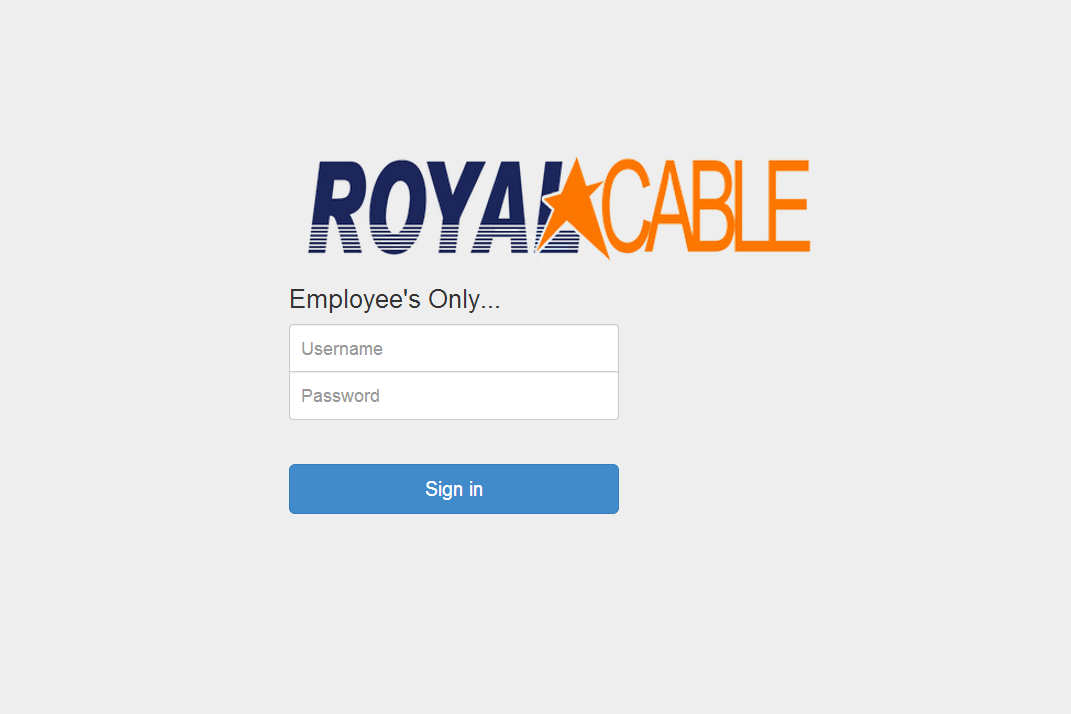 ROYAL CABLE
Employee's Only...
Username
Password
Sign in